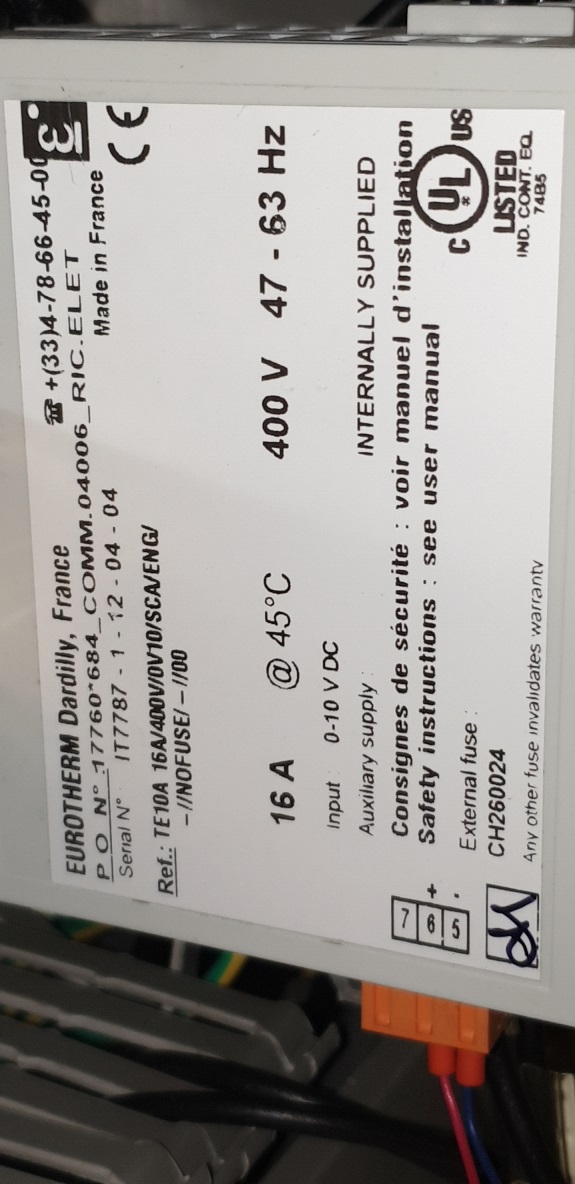 EUROTHERM Dardilly, France ☎ +(33)4-78-66-45-00
P O N° :17760*684_COMM.04006_RIC.ELET
Serial N° IT7787 - 1 - 12 - 04 - 04 Made in France
CE
Ref.: TE10A 16A/400V/0V10/SCA/ENG/
-//NOFUSE/-//00
16 A @ 45°C 400 V 47 - 63 Hz
Input : 0-10 V DC
Auxiliary supply : INTERNALLY SUPPLIED
Consignes de sécurité : voir manuel d'installation
Safety instructions : see user manual
External fuse :
CH260024
Any other fuse invalidates warranty
7
6 +
5 -
C UL US
LISTED
IND. CONT. EQ.
74B5